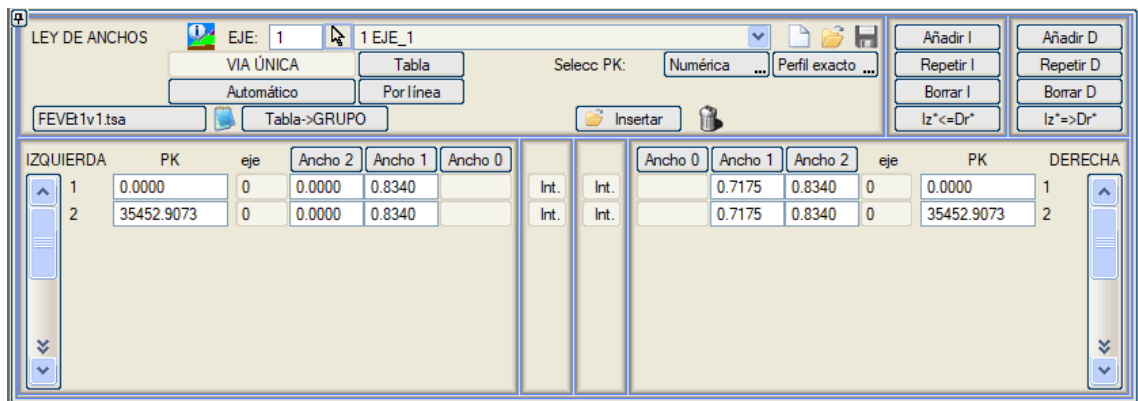 LEY DE ANCHOS EJE: 1 1 EJE_1 Añadir I Añadir D
VIA ÚNICA Tabla Selecc PK: Numérica ... Perfil exacto ... Repetir I Repetir D
Automático Por línea Borrar I Borrar D
FEVEt1v1.tsa Tabla->GRUPO Insertar Iz*<=Dr* Iz*=>Dr*
IZQUIERDA PK eje Ancho 2 Ancho 1 Ancho 0 Ancho 0 Ancho 1 Ancho 2 eje PK DERECHA
1 0.0000 0 0.0000 0.8340 Int. Int. 0.7175 0.8340 0 0.0000 1
2 35452.9073 0 0.0000 0.8340 Int. Int. 0.7175 0.8340 0 35452.9073 2